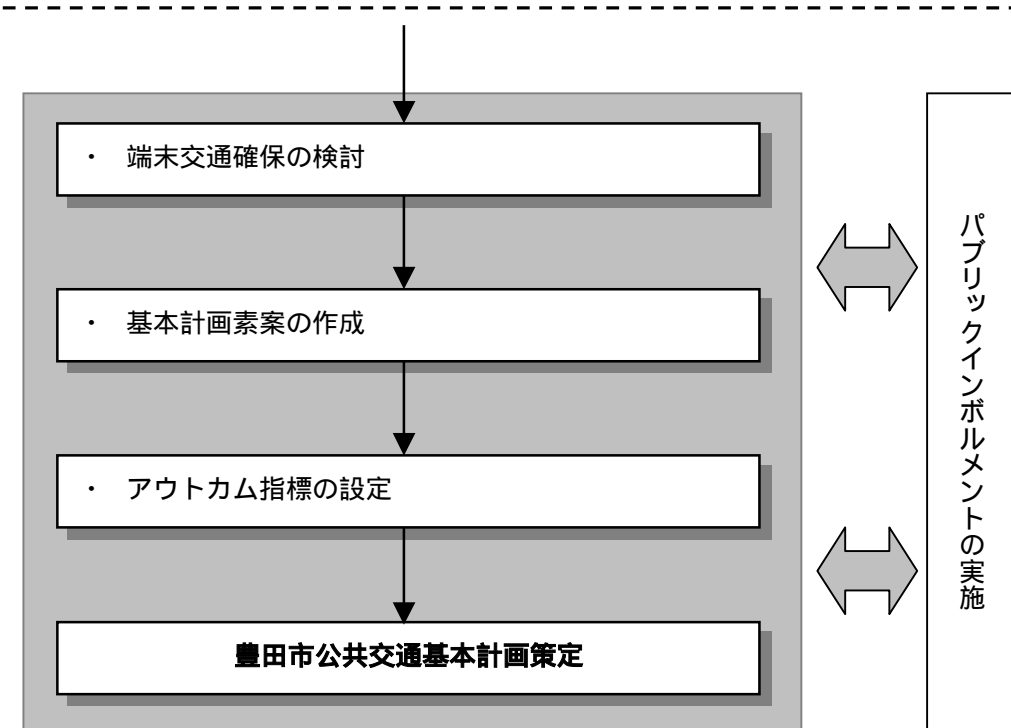 ・ 端末交通確保の検討
・ 基本計画素案の作成
・ アウトカム指標の設定
豊田市公共交通基本計画策定
パブリックインボルメントの実施